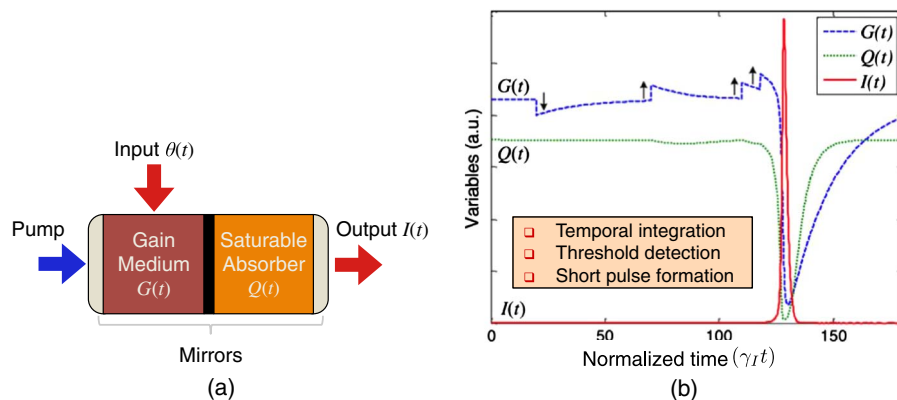 Input θ(t)
Pump
Gain
Medium
G(t)
Saturable
Absorber
Q(t)
Output I(t)
Mirrors
(a)
Variables (a.u.)
G(t)
Q(t)
I(t)
G(t)
Q(t)
I(t)
Temporal integration
Threshold detection
Short pulse formation
0 50 100 150
Normalized time (γ_I t)
(b)